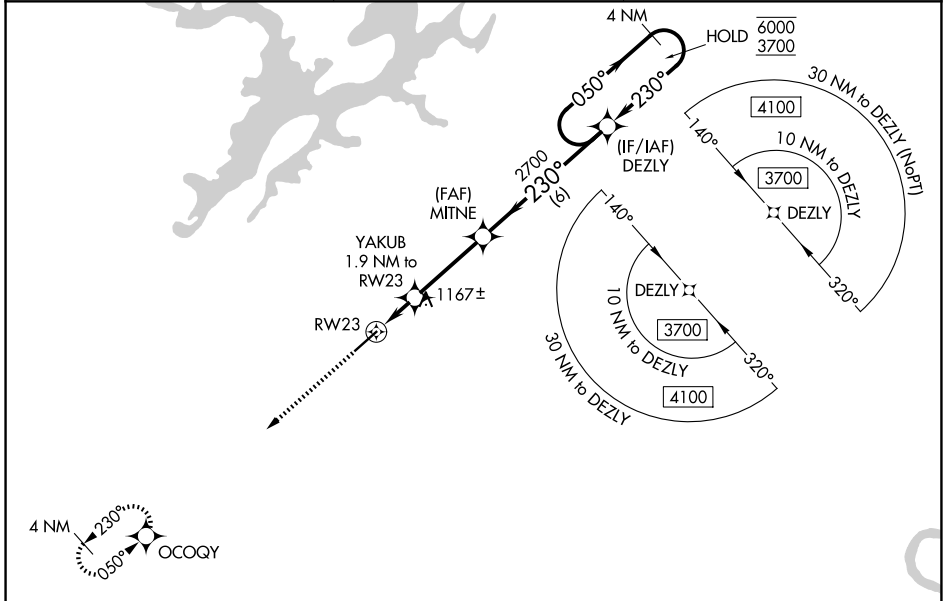 4 NM
HOLD
6000
3700
050°
230°
(IF/IAF)
DEZLY
2700
230°
(6)
(FAF)
MITNE
YAKUB
1.9 NM to
RW23
1167±
RW23
30 NM to DEZLY (NoPT)
4100
140°
10 NM to DEZLY
3700
DEZLY
320°
140°
DEZLY
10 NM to DEZLY
3700
320°
30 NM to DEZLY
4100
4 NM
230°
050°
OCOQY